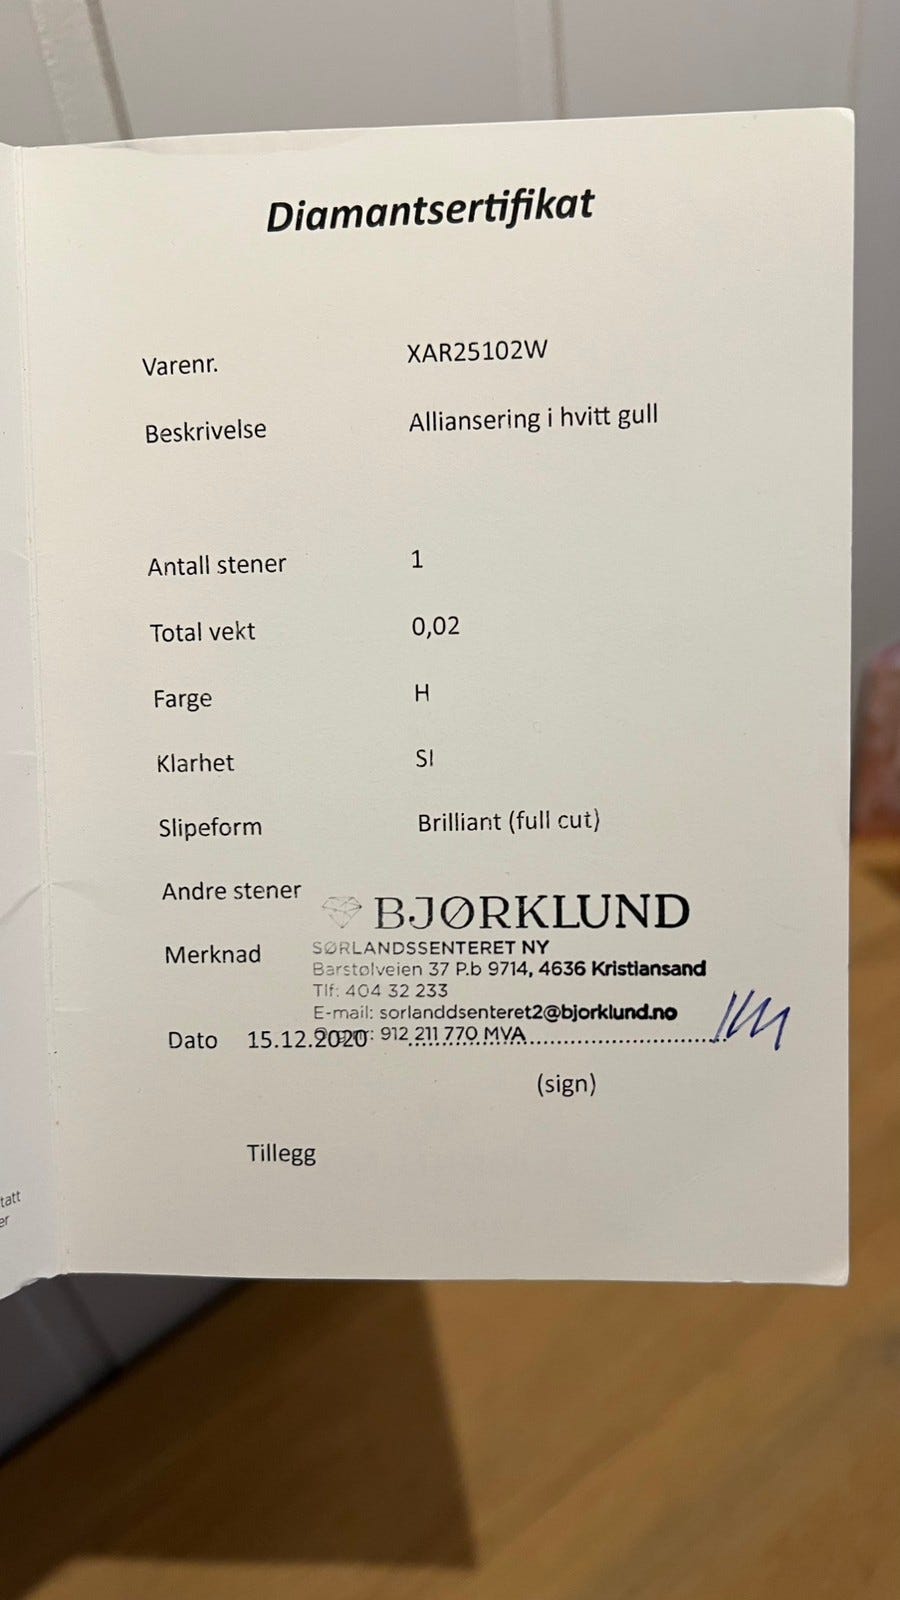 Diamantsertifikat
Varenr. XAR25102W
Beskrivelse Alliansering i hvitt gull
Antall stener 1
Total vekt 0,02
Farge H
Klarhet SI
Slipeform Brilliant (full cut)
Andre stener
BJØRKLUND
Merknad
SØRLANDSSENTERET NY
Barstølveien 37 P.b 9714, 4636 Kristiansand
Tlf: 404 32 233
E-mail: sorlanddsenteret2@bjorklund.no
912 211 770 MVA
Dato 15.12.2020
(sign)
Tillegg
tatt
er